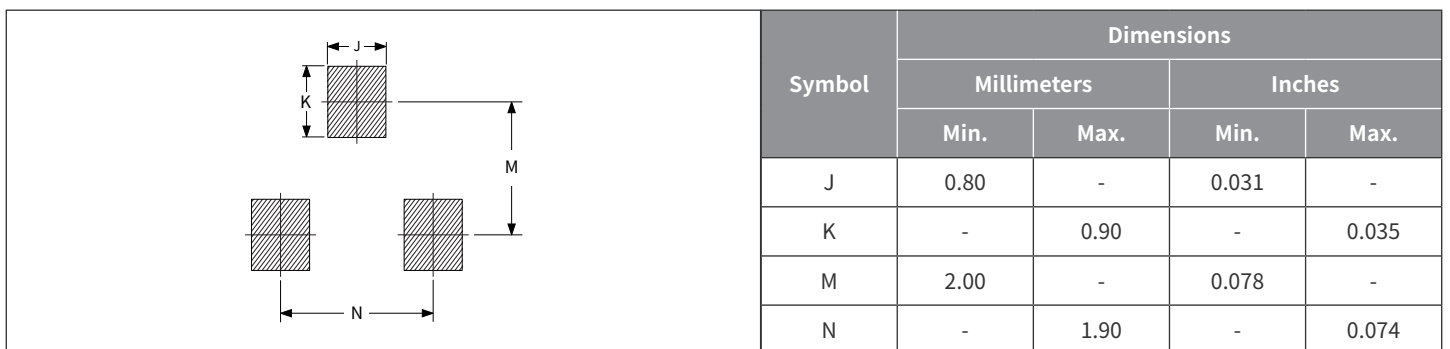 J
K
M
N
Dimensions
Symbol Millimeters Inches
Min. Max. Min. Max.
J 0.80 - 0.031 -
K - 0.90 - 0.035
M 2.00 - 0.078 -
N - 1.90 - 0.074